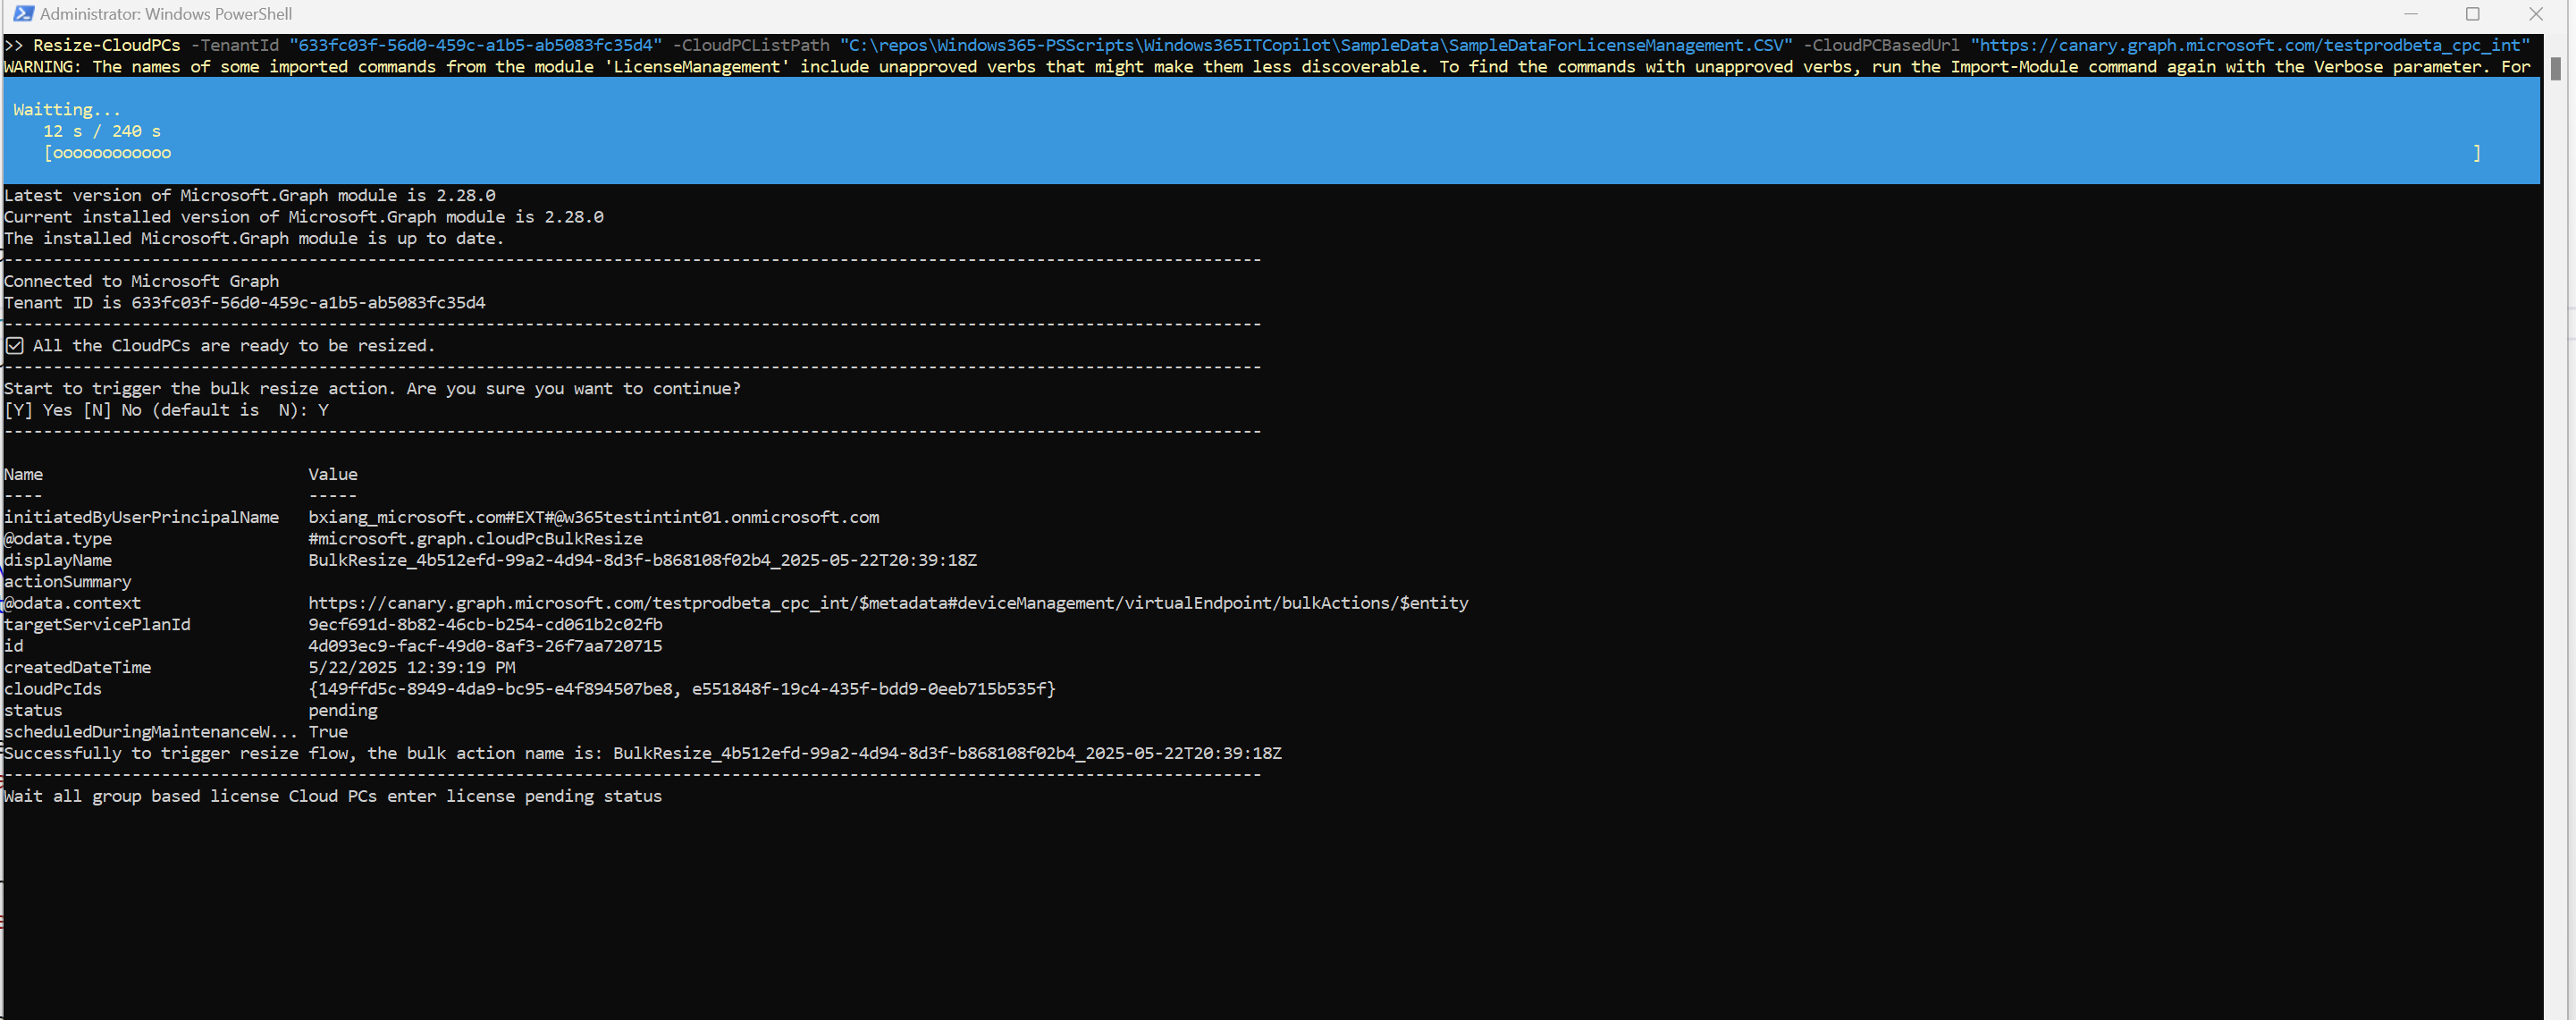 Administrator: Windows PowerShell
>> Resize-CloudPCs -TenantId "633fc03f-56d0-459c-a1b5-ab5083fc35d4" -CloudPCListPath "C:\repos\Windows365-PSScripts\Windows365ITCopilot\SampleData\SampleDataForLicenseManagement.CSV" -CloudPCBasedUrl "https://canary.graph.microsoft.com/testprodbeta_cpc_int"
WARNING: The names of some imported commands from the module 'LicenseManagement' include unapproved verbs that might make them less discoverable. To find the commands with unapproved verbs, run the Import-Module command again with the Verbose parameter. For
Waitting...
12 s / 240 s
[oooooooooooo ]
Latest version of Microsoft.Graph module is 2.28.0
Current installed version of Microsoft.Graph module is 2.28.0
The installed Microsoft.Graph module is up to date.
--------------------------------------------------------------------------------------------------------------------------------
Connected to Microsoft Graph
Tenant ID is 633fc03f-56d0-459c-a1b5-ab5083fc35d4
--------------------------------------------------------------------------------------------------------------------------------
☑ All the CloudPCs are ready to be resized.
--------------------------------------------------------------------------------------------------------------------------------
Start to trigger the bulk resize action. Are you sure you want to continue?
[Y] Yes [N] No (default is  N): Y
--------------------------------------------------------------------------------------------------------------------------------
Name                           Value
----                           -----
initiatedByUserPrincipalName   bxiang_microsoft.com#EXT#@w365testintint01.onmicrosoft.com
@odata.type                    #microsoft.graph.cloudPcBulkResize
displayName                    BulkResize_4b512efd-99a2-4d94-8d3f-b868108f02b4_2025-05-22T20:39:18Z
actionSummary
@odata.context                 https://canary.graph.microsoft.com/testprodbeta_cpc_int/$metadata#deviceManagement/virtualEndpoint/bulkActions/$entity
targetServicePlanId            9ecf691d-8b82-46cb-b254-cd061b2c02fb
id                             4d093ec9-facf-49d0-8af3-26f7aa720715
createdDateTime                5/22/2025 12:39:19 PM
cloudPcIds                     {149ffd5c-8949-4da9-bc95-e4f894507be8, e551848f-19c4-435f-bdd9-0eeb715b535f}
status                         pending
scheduledDuringMaintenanceW... True
Successfully to trigger resize flow, the bulk action name is: BulkResize_4b512efd-99a2-4d94-8d3f-b868108f02b4_2025-05-22T20:39:18Z
--------------------------------------------------------------------------------------------------------------------------------
Wait all group based license Cloud PCs enter license pending status